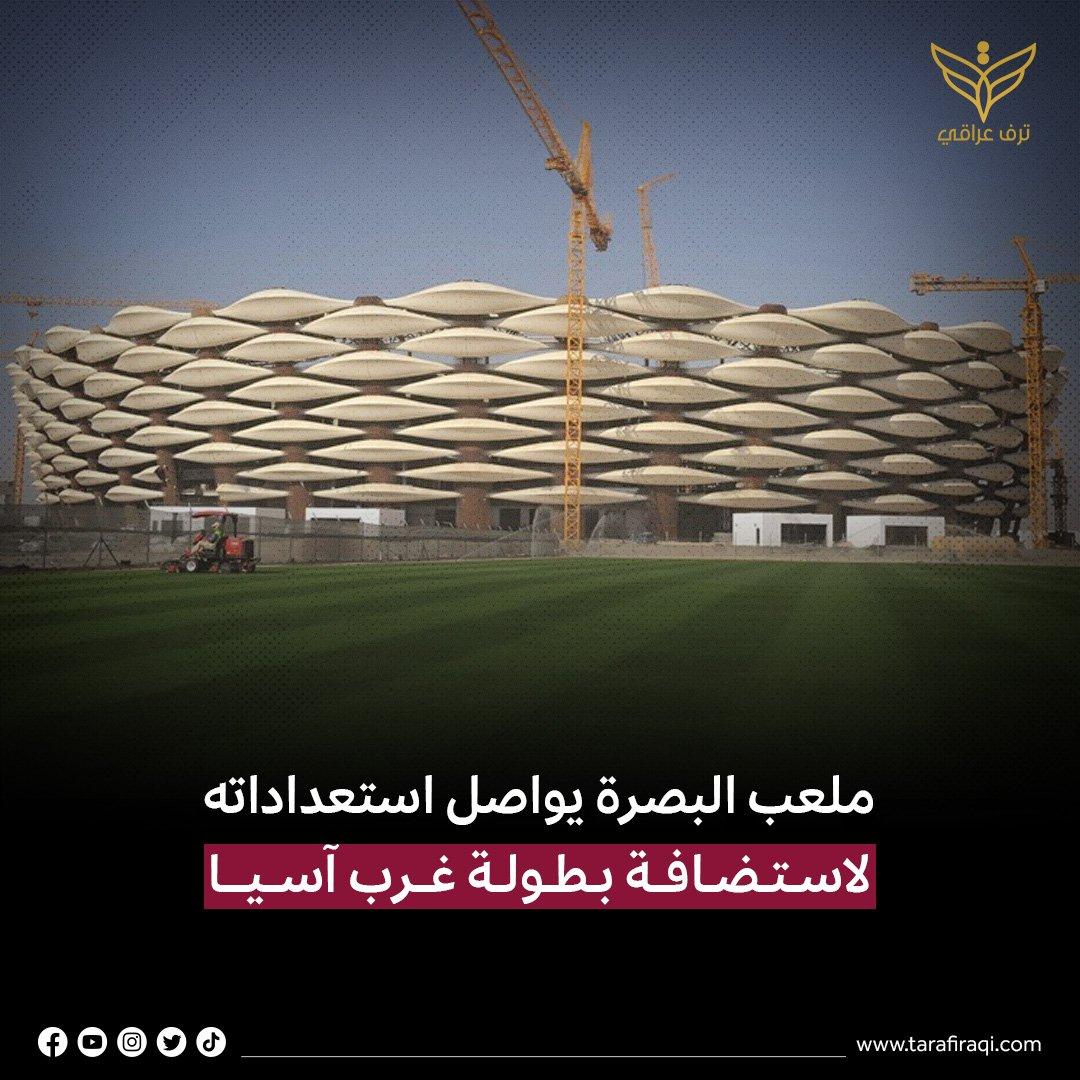 ترف عراقي
ملعب البصرة يواصل استعداداته
لاستضافة بطولة غرب آسيا
www.tarafiraqi.com